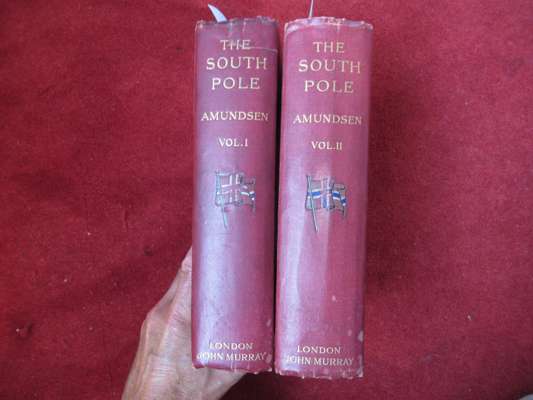 THE
SOUTH
POLE
AMUNDSEN
VOL. I
LONDON
JOHN MURRAY
THE
SOUTH
POLE
AMUNDSEN
VOL. II
LONDON
JOHN MURRAY